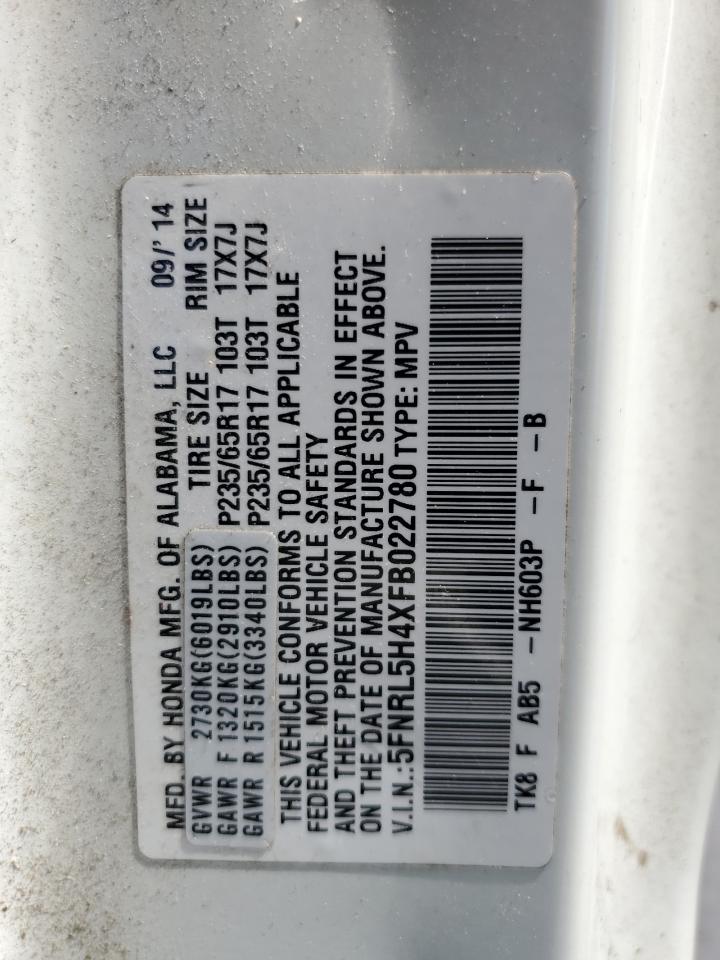 MFD. BY HONDA MFG. OF ALABAMA, LLC 09/' 14
GVWR 2730KG(6019LBS) TIRE SIZE RIM SIZE
GAWR F 1320KG(2910LBS) P235/65R17 103T 17X7J
GAWR R 1515KG(3340LBS) P235/65R17 103T 17X7J
THIS VEHICLE CONFORMS TO ALL APPLICABLE
FEDERAL MOTOR VEHICLE SAFETY
AND THEFT PREVENTION STANDARDS IN EFFECT
ON THE DATE OF MANUFACTURE SHOWN ABOVE.
V.I.N.:5FNRL5H4XFB022780 TYPE: MPV
TK8 F AB5 -NH603P -F -B